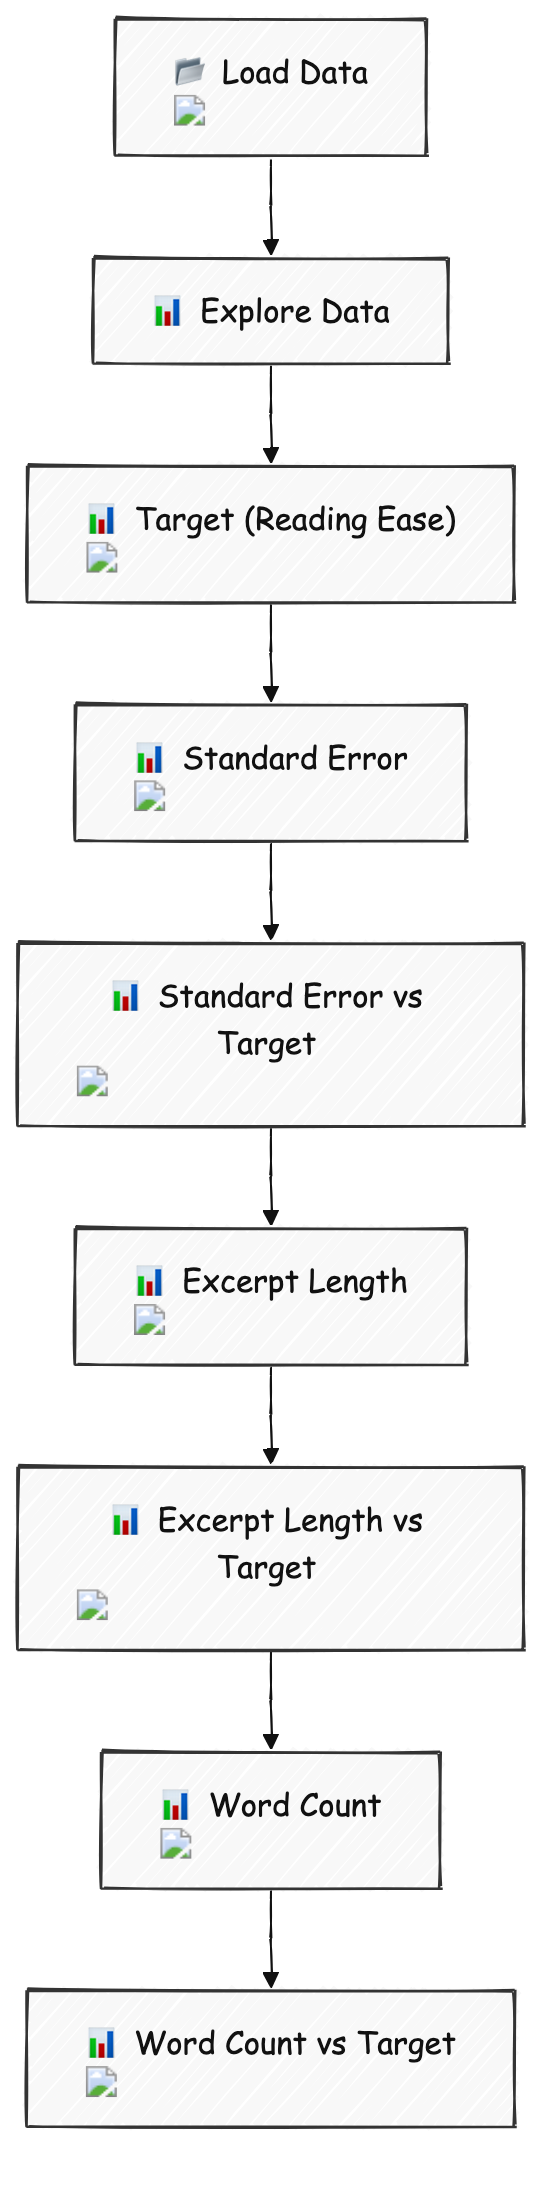 Load Data
Explore Data
Target (Reading Ease)
Standard Error
Standard Error vs
Target
Excerpt Length
Excerpt Length vs
Target
Word Count
Word Count vs Target